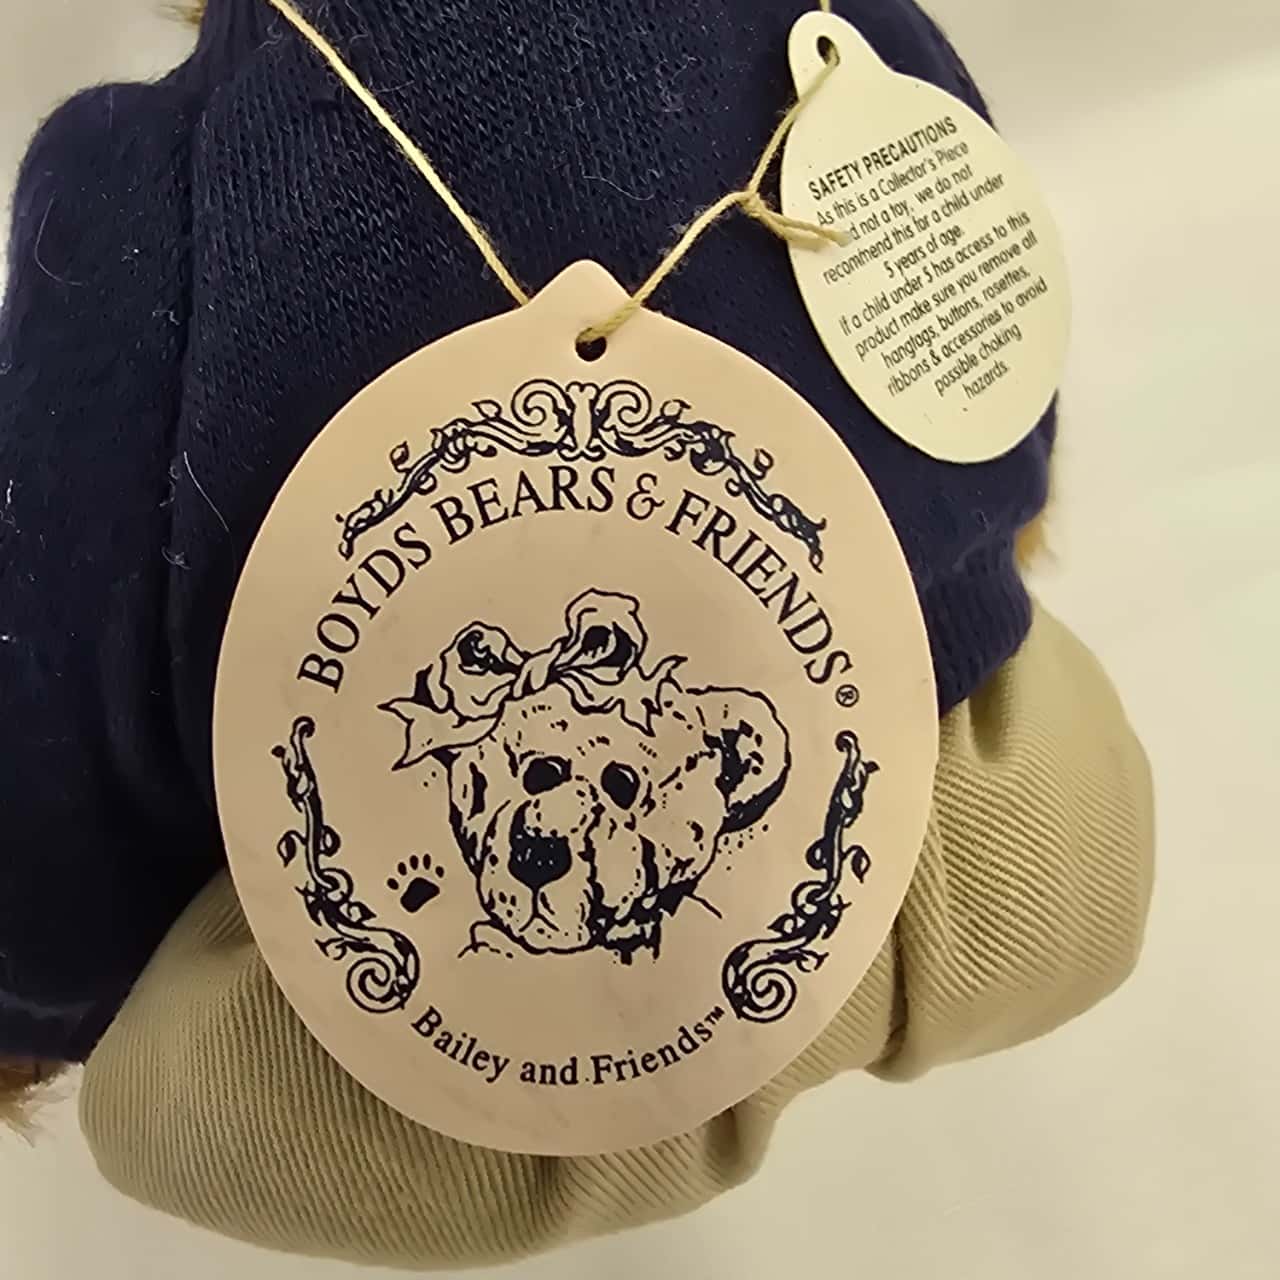 SAFETY PRECAUTIONS
As this is a Collector's Piece
d not a toy, we do not
recommend this for a child under
5 years of age.
If a child under 5 has access to this
product make sure you remove all
hangtags, buttons, rosettes,
ribbons & accessories to avoid
possible choking
hazards.
BOYDS BEARS & FRIENDS®
Bailey and Friends™